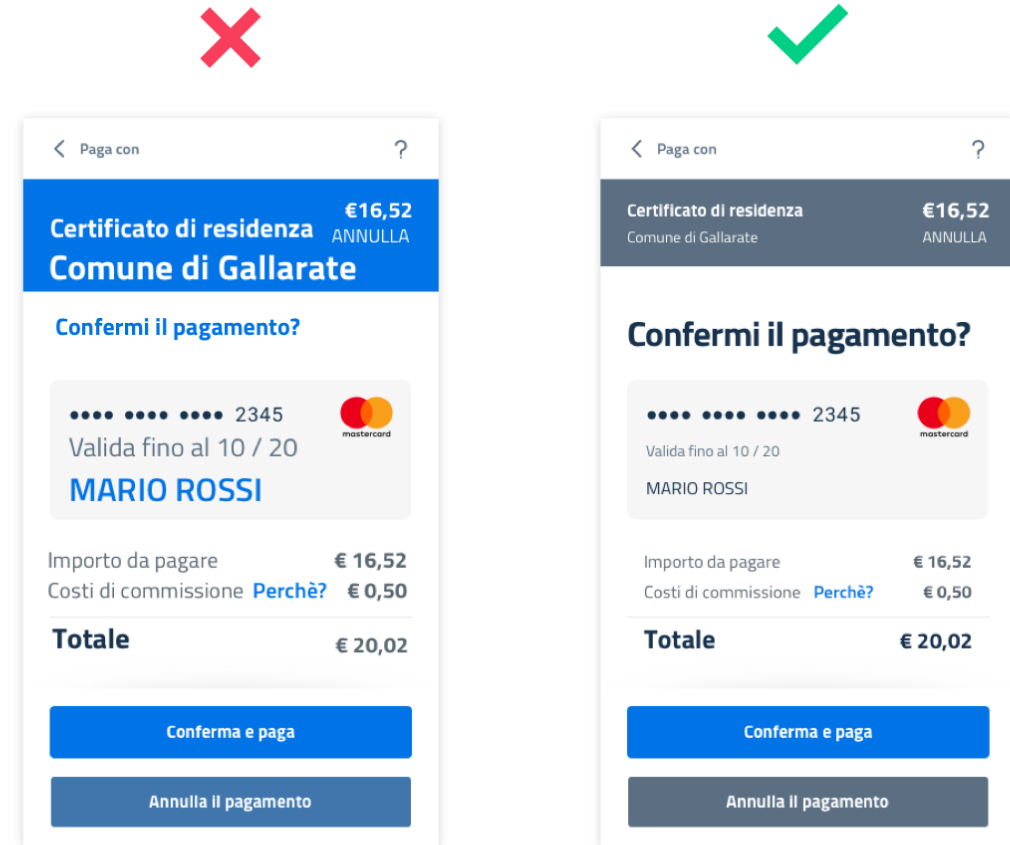 Paga con
?
€16,52
Certificato di residenza
ANNULLA
Comune di Gallarate
Confermi il pagamento?
•••• •••• •••• 2345
mastercard
Valida fino al 10 / 20
MARIO ROSSI
Importo da pagare € 16,52
Costi di commissione Perchè? € 0,50
Totale € 20,02
Conferma e paga
Annulla il pagamento
Paga con
?
Certificato di residenza €16,52
Comune di Gallarate ANNULLA
Confermi il pagamento?
•••• •••• •••• 2345
mastercard
Valida fino al 10 / 20
MARIO ROSSI
Importo da pagare € 16,52
Costi di commissione Perchè? € 0,50
Totale € 20,02
Conferma e paga
Annulla il pagamento